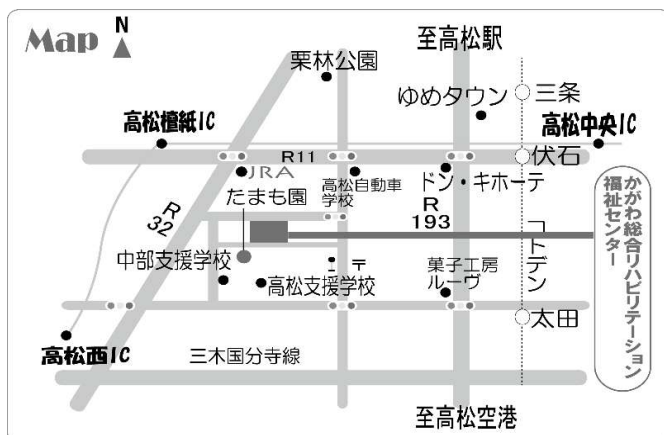 Map
N
至高松駅
栗林公園
ゆめタウン
三条
高松檀紙IC
高松中央IC
R11
伏石
JRA
高松自動車
学校
ドン・キホーテ
たまも園
R
32
R
193
コトデン
かがわ総合リハビリテーション
福祉センター
中部支援学校
〒
高松支援学校
菓子工房
ルーヴ
太田
高松西IC
三木国分寺線
至高松空港